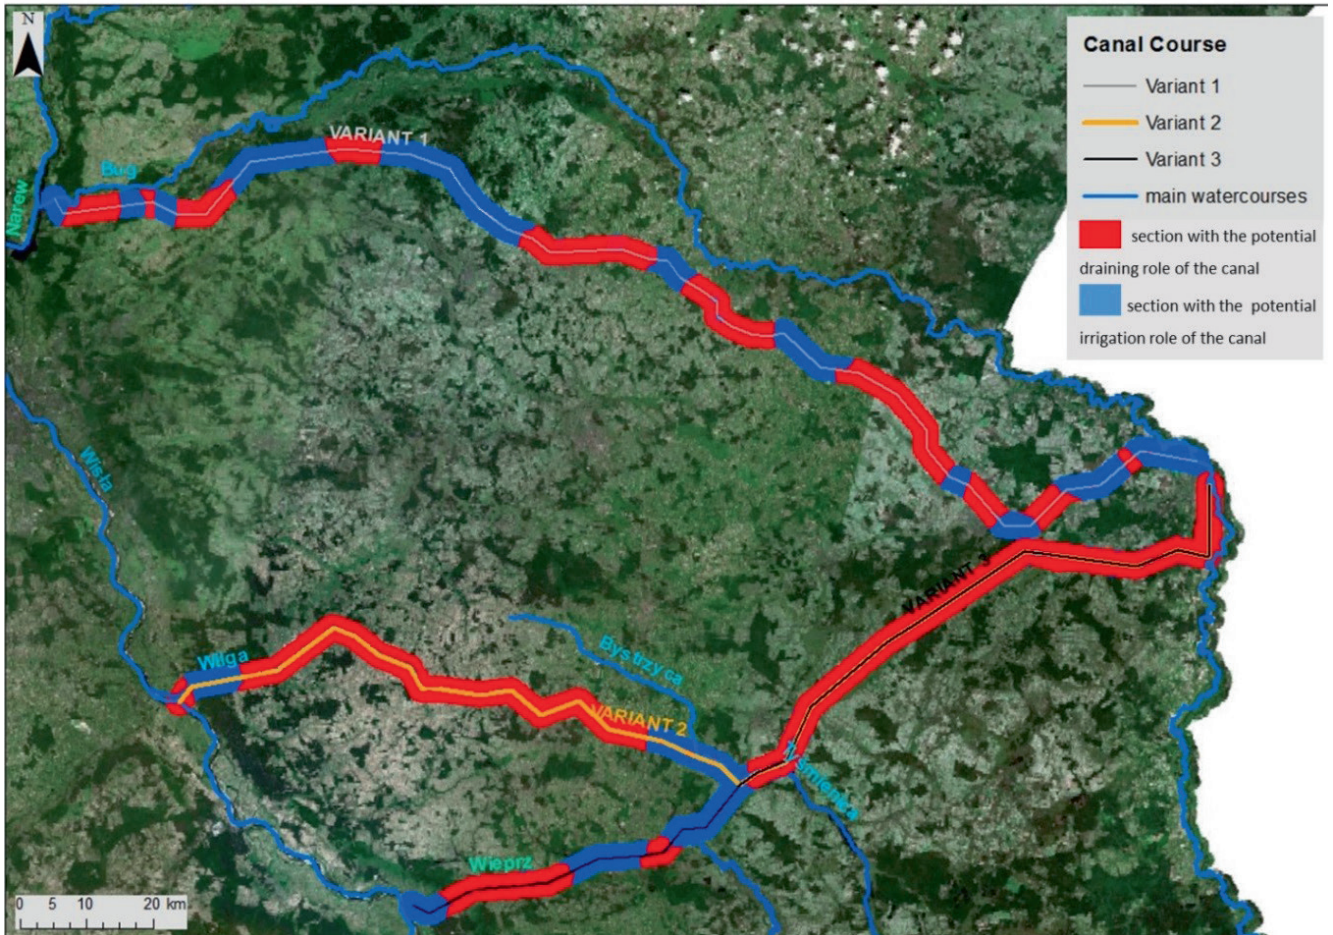 N
Canal Course
Variant 1
Variant 2
Variant 3
main watercourses
section with the potential
draining role of the canal
section with the potential
irrigation role of the canal
VARIANT 1
Bug
Narew
Wisła
VARIANT 3
Wilga
Bystrzyca
VARIANT 2
Tyśmienica
Wieprz
0 5 10 20 km